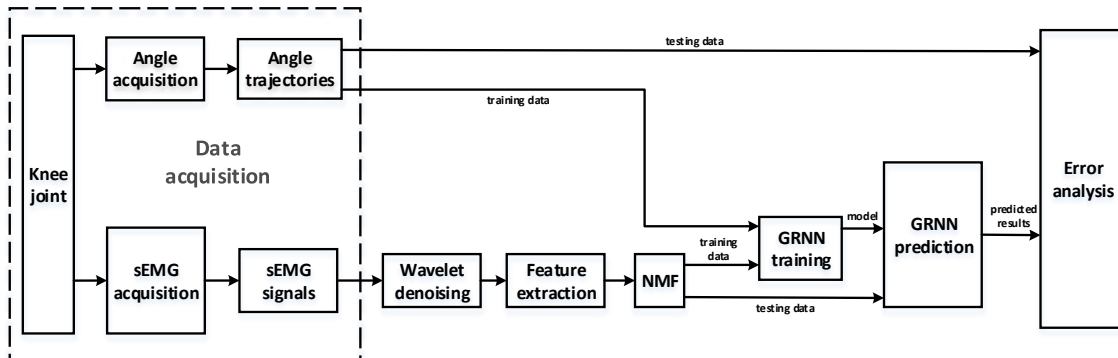 Knee
joint
Angle
acquisition
Angle
trajectories
testing data
training data
Data
acquisition
sEMG
acquisition
sEMG
signals
Wavelet
denoising
Feature
extraction
NMF
training
data
testing data
GRNN
training
model
GRNN
prediction
predicted
results
Error
analysis